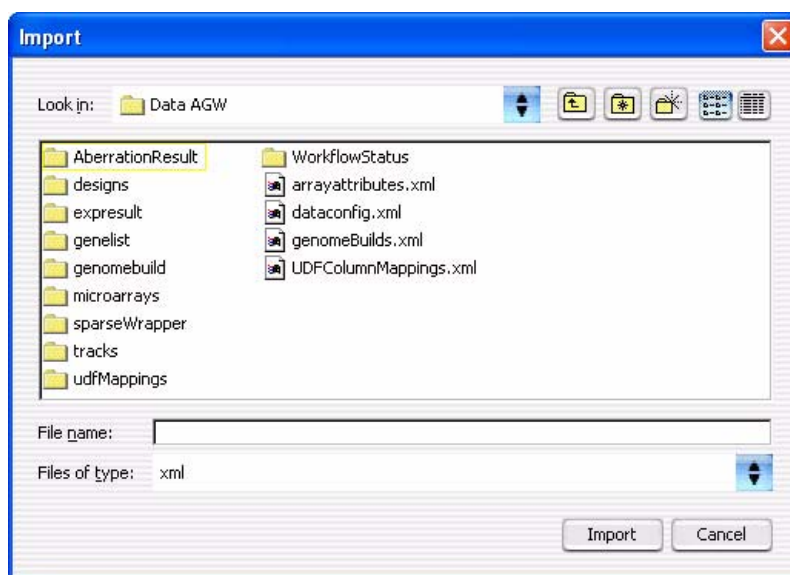 Import
Look in: Data AGW
AberrationResult
designs
expresult
genelist
genomebuild
microarrays
sparseWrapper
tracks
udfMappings
WorkflowStatus
arrayattributes.xml
dataconfig.xml
genomeBuilds.xml
UDFColumnMappings.xml
File name:
Files of type: xml
Import Cancel